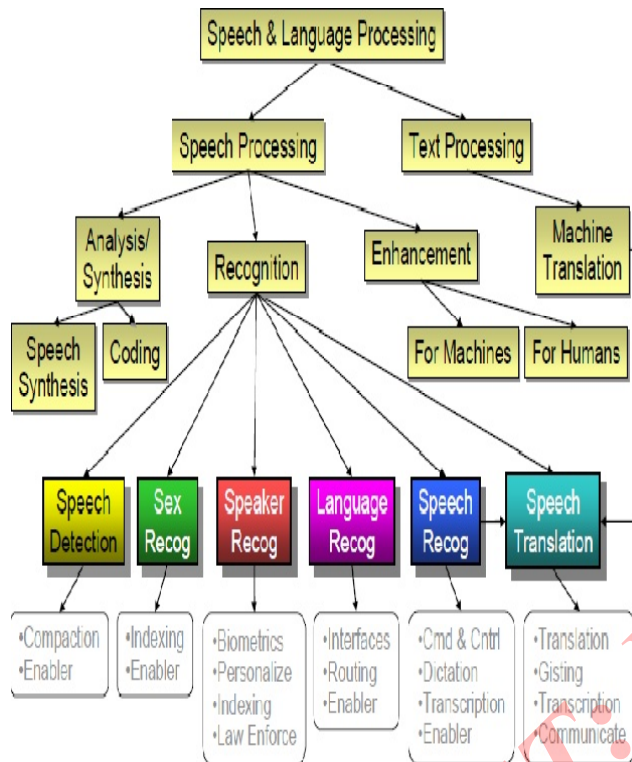 Speech & Language Processing
Speech Processing
Text Processing
Analysis/
Synthesis
Recognition
Enhancement
Machine
Translation
Speech
Synthesis
Coding
For Machines
For Humans
Speech
Detection
Sex
Recog
Speaker
Recog
Language
Recog
Speech
Recog
Speech
Translation
•Compaction
•Enabler
•Indexing
•Enabler
•Biometrics
•Personalize
•Indexing
•Law Enforce
•Interfaces
•Routing
•Enabler
•Cmd & Cntrl
•Dictation
•Transcription
•Enabler
•Translation
•Gisting
•Transcription
•Communicate